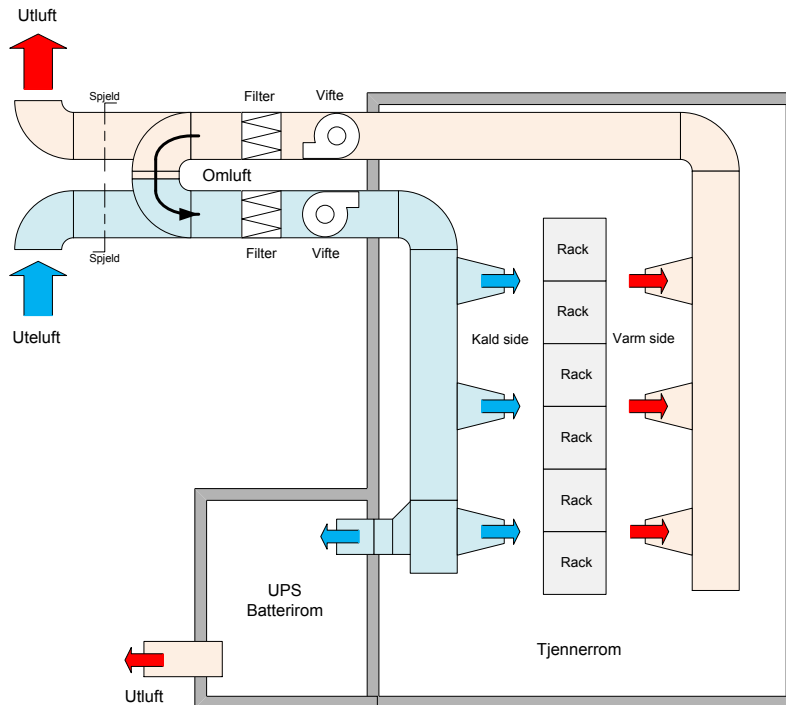 Utluft
Spjeld
Filter
Vifte
Omluft
Spjeld
Filter
Vifte
Uteluft
Rack
Rack
Kald side
Varm side
Rack
Rack
Rack
Rack
UPS
Batterirom
Tjennerrom
Utluft